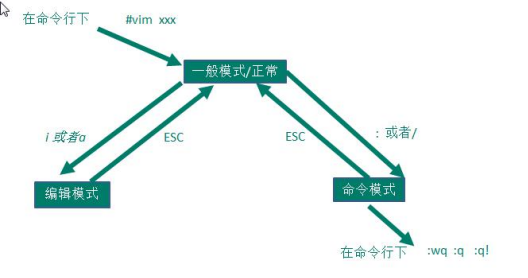 在命令行下 #vim xxx
一般模式/正常
i 或者a
ESC
ESC
: 或者/
编辑模式
命令模式
在命令行下 :wq :q :q!